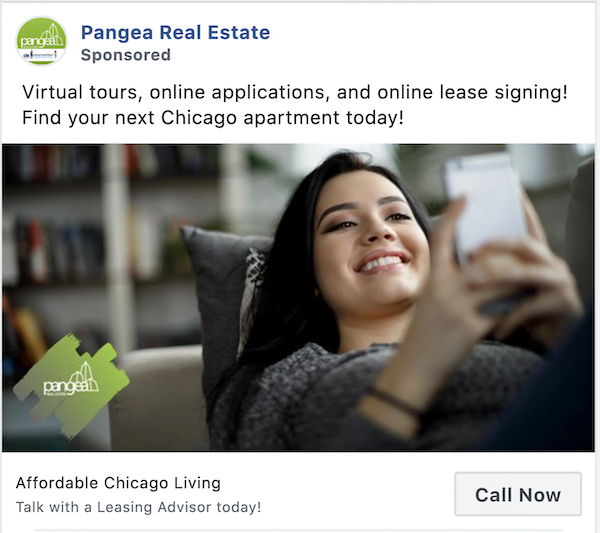 pangea
Pangea Real Estate
Sponsored
Virtual tours, online applications, and online lease signing!
Find your next Chicago apartment today!
pangea
REAL ESTATE
Affordable Chicago Living
Talk with a Leasing Advisor today!
Call Now